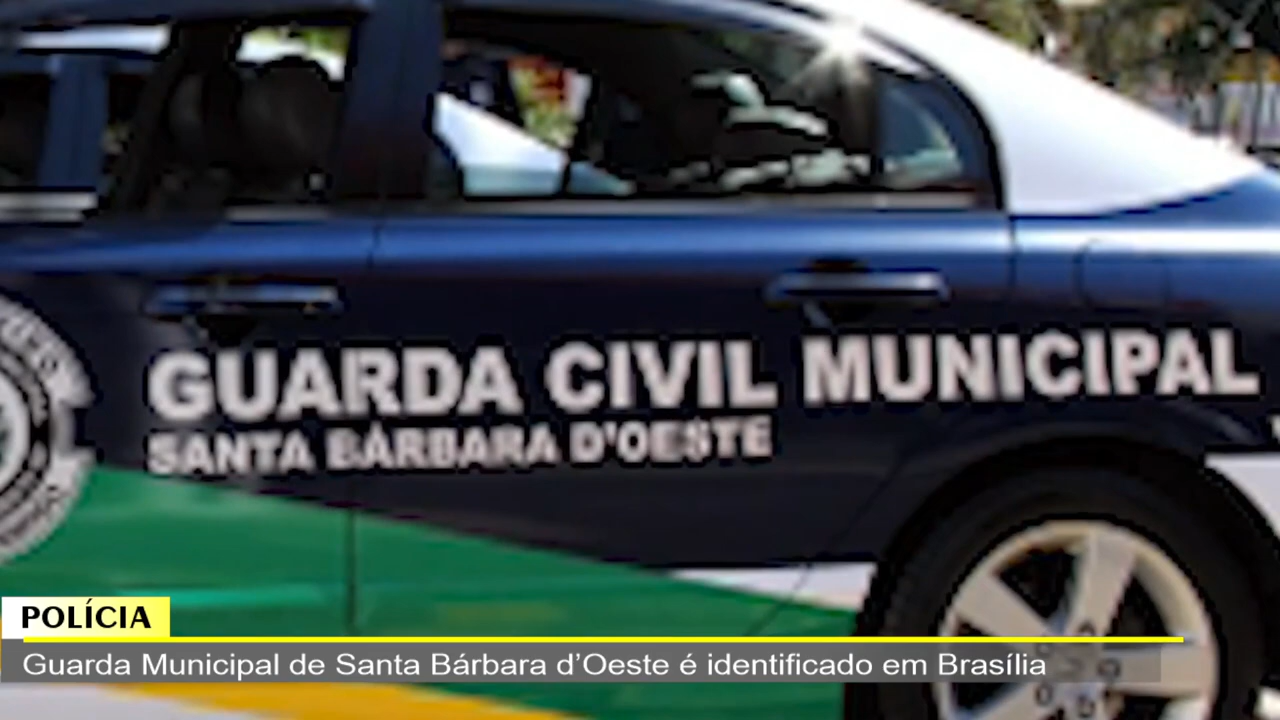 GUARDA CIVIL MUNICIPAL
SANTA BÁRBARA D'OESTE
POLÍCIA
Guarda Municipal de Santa Bárbara d’Oeste é identificado em Brasília